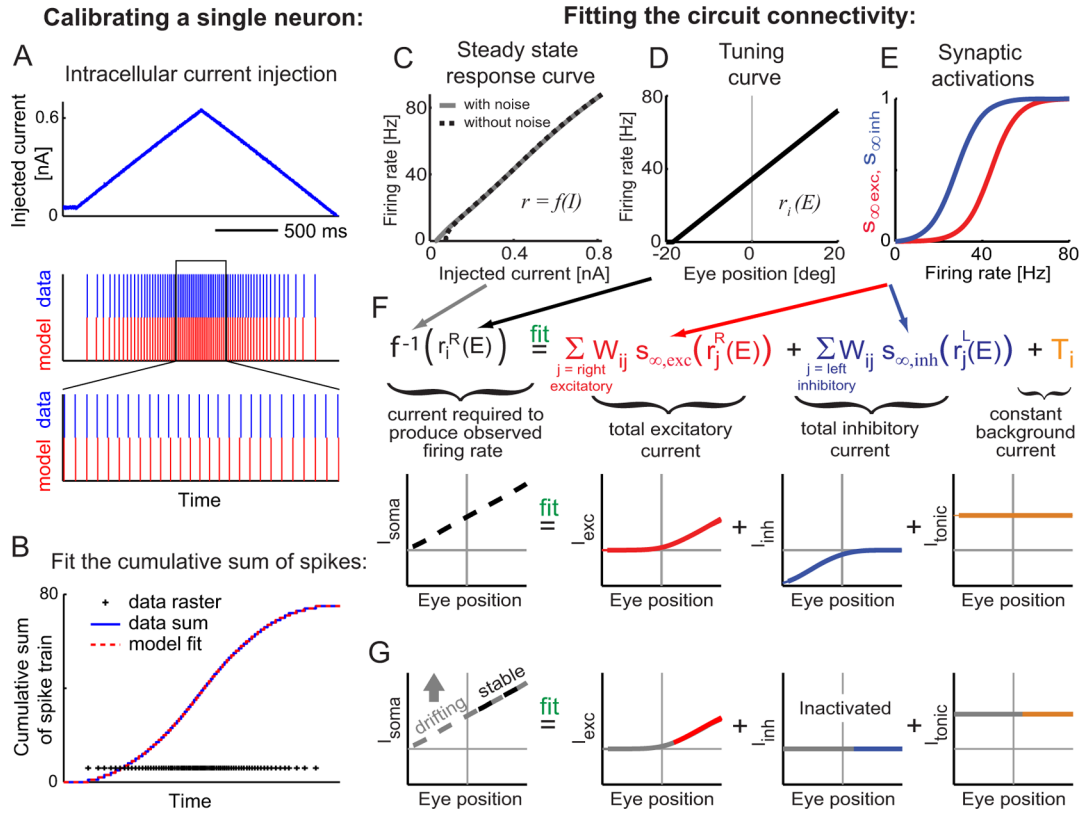 Calibrating a single neuron:
Fitting the circuit connectivity:
A
Intracellular current injection
Injected current
[nA]
0.6
0
500 ms
data
model
data
model
Time
B
Fit the cumulative sum of spikes:
Cumulative sum
of spike train
80
0
data raster
data sum
model fit
Time
C
Steady state
response curve
Firing rate [Hz]
80
40
0
with noise
without noise
r = f(I)
0
0.4
0.8
Injected current [nA]
D
Tuning
curve
Firing rate [Hz]
80
40
0
r_i (E)
-20
0
20
Eye position [deg]
E
Synaptic
activations
S∞ exc, S∞ inh
1
0
0
40
80
Firing rate [Hz]
F
f⁻¹(r_i^R(E)) fit = Σ W_ij s_∞,exc(r_j^R(E)) + Σ W_ij s_∞,inh(r_j^L(E)) + T_i
j = right
excitatory
j = left
inhibitory
current required to
produce observed
firing rate
total excitatory
current
total inhibitory
current
constant
background
current
I_soma
Eye position
fit
=
I_exc
Eye position
+
I_inh
Eye position
+
I_tonic
Eye position
G
I_soma
drifting
stable
Eye position
fit
=
I_exc
Eye position
+
I_inh
Inactivated
Eye position
+
I_tonic
Eye position